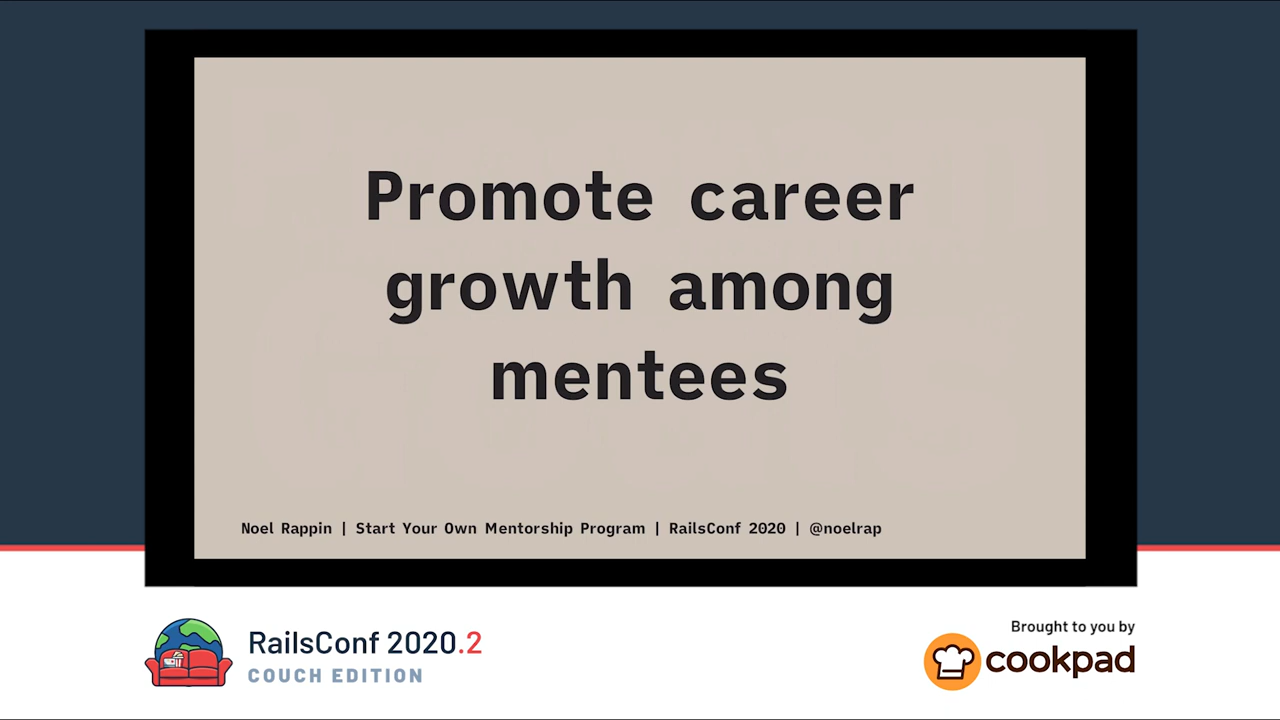 Promote career
growth among
mentees
Noel Rappin | Start Your Own Mentorship Program | RailsConf 2020 | @noelrap
RailsConf 2020.2
COUCH EDITION
Brought to you by
cookpad